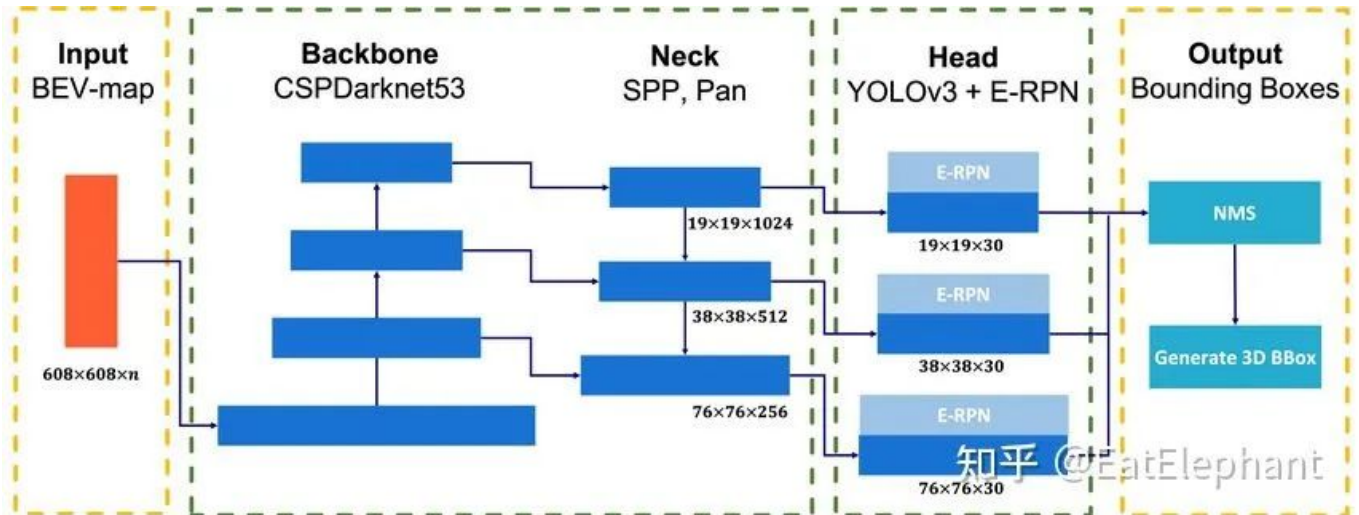 Input
BEV-map
608×608×n
Backbone
CSPDarknet53
Neck
SPP, Pan
19×19×1024
38×38×512
76×76×256
Head
YOLOv3 + E-RPN
E-RPN
19×19×30
E-RPN
38×38×30
E-RPN
76×76×30
Output
Bounding Boxes
NMS
Generate 3D BBox
知乎 @EatElephant